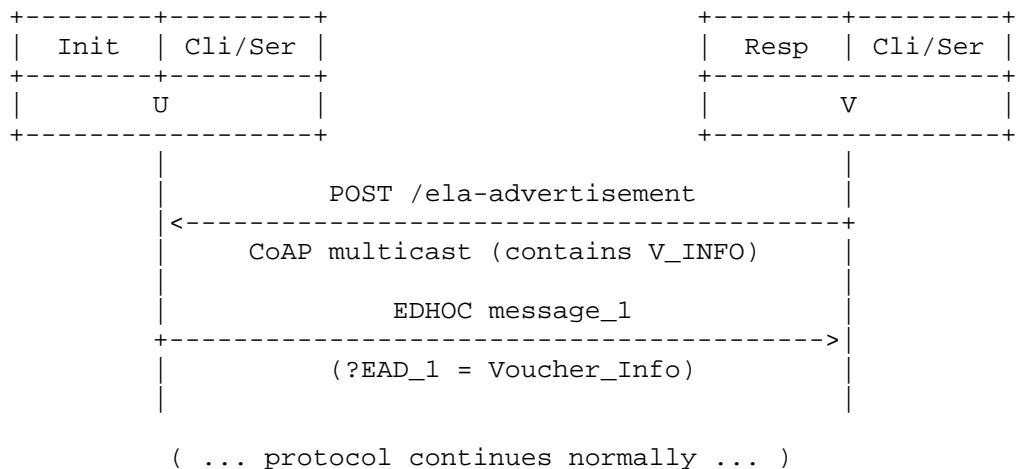 Init Cli/Ser Resp Cli/Ser
U V
POST /ela-advertisement
CoAP multicast (contains V_INFO)
EDHOC message_1
(?EAD_1 = Voucher_Info)
( ... protocol continues normally ... )